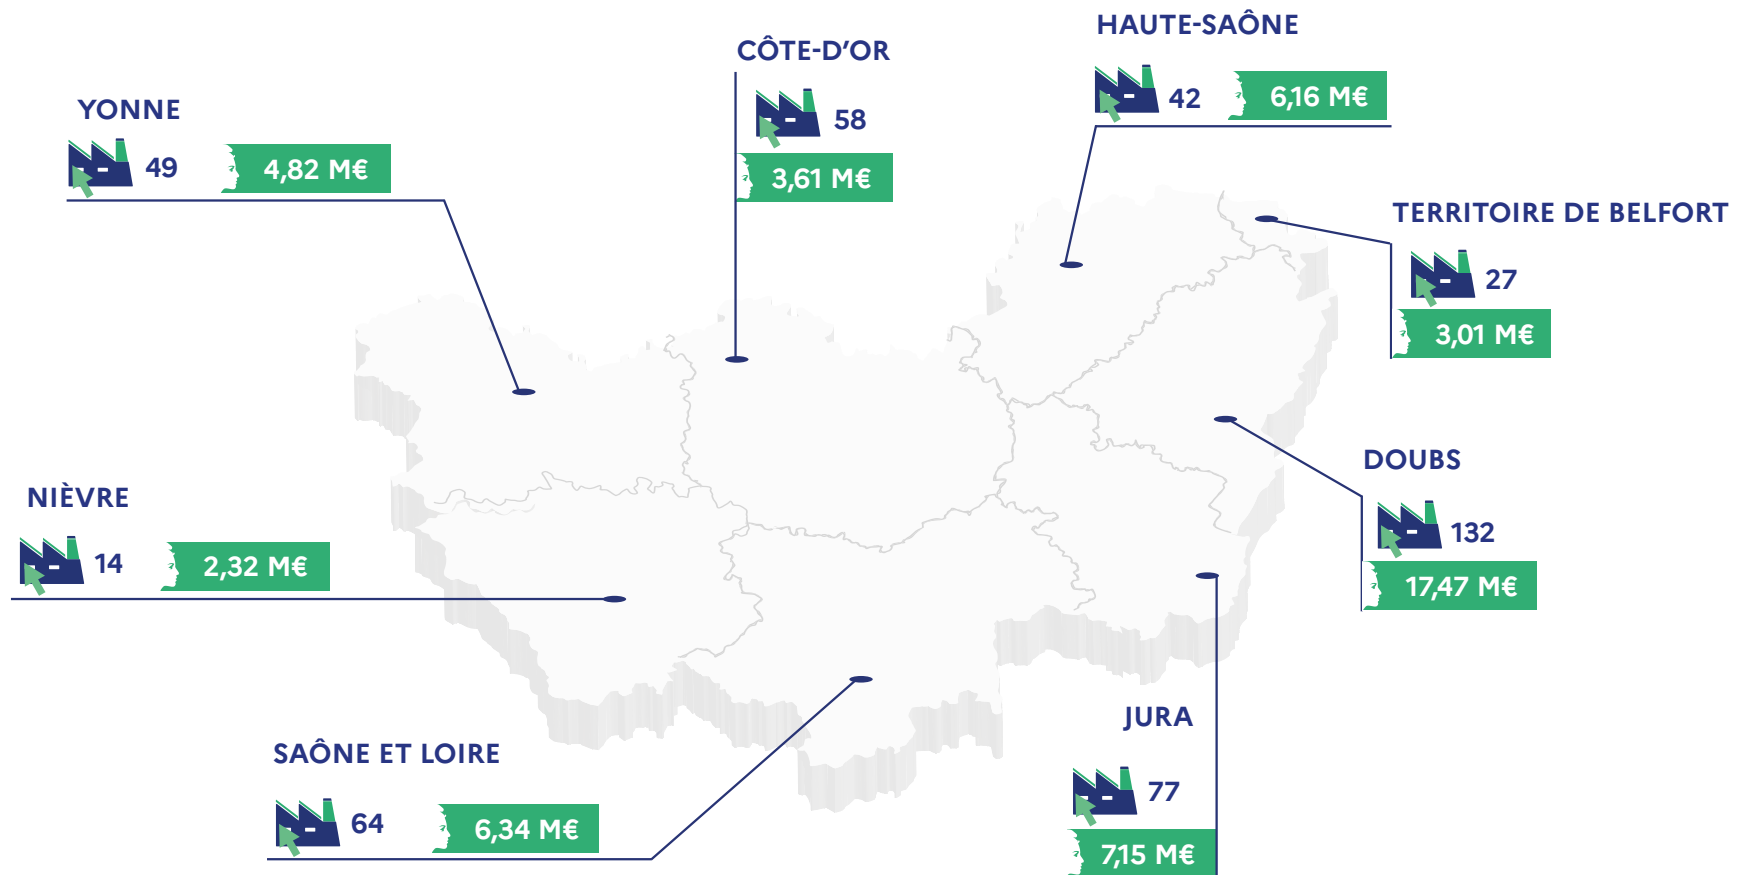 HAUTE-SAÔNE
42
6,16 M€
CÔTE-D’OR
58
3,61 M€
YONNE
49
4,82 M€
TERRITOIRE DE BELFORT
27
3,01 M€
DOUBS
132
17,47 M€
NIÈVRE
14
2,32 M€
JURA
77
7,15 M€
SAÔNE ET LOIRE
64
6,34 M€